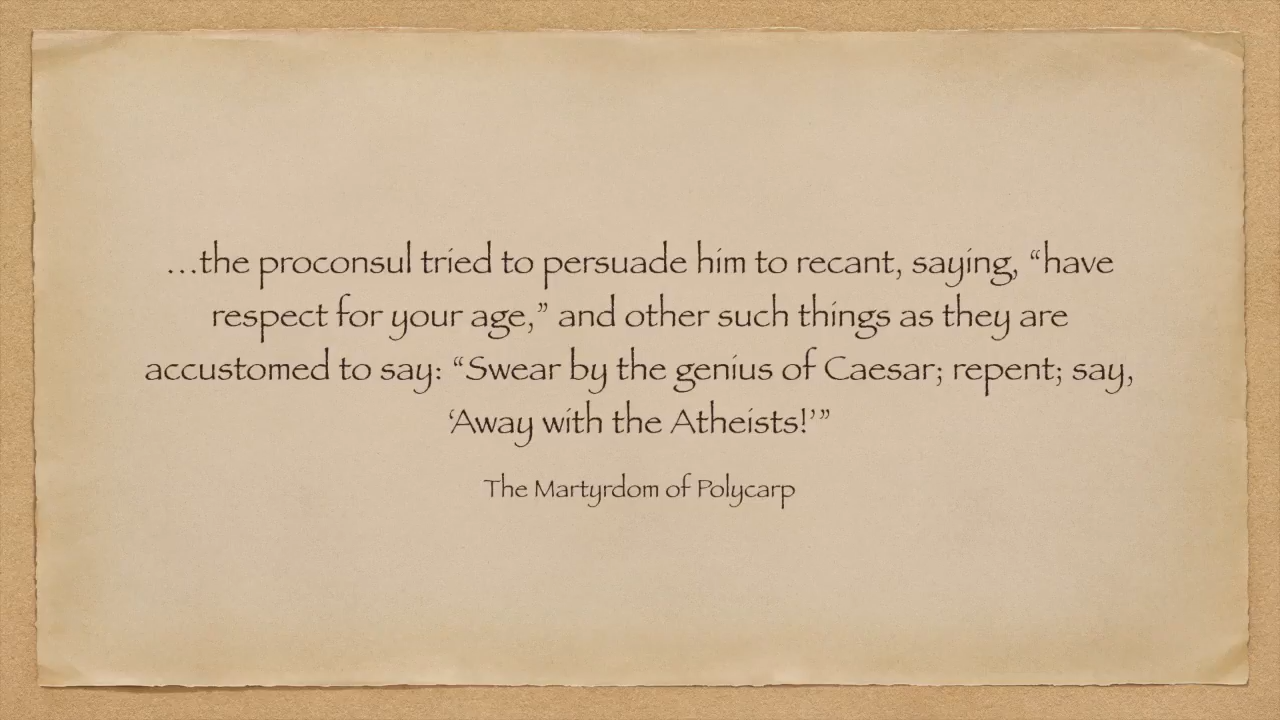 …the proconsul tried to persuade him to recant, saying, “have
respect for your age,” and other such things as they are
accustomed to say: “Swear by the genius of Caesar; repent; say,
‘Away with the Atheists!’”
The Martyrdom of Polycarp